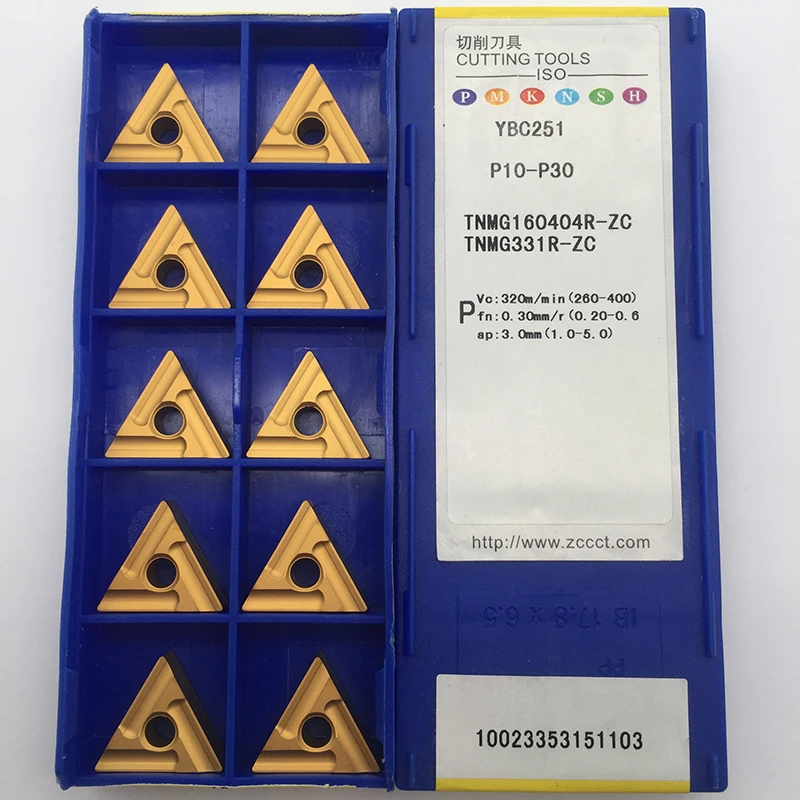 切削刀具
CUTTING TOOLS
ISO
P M K N S H
YBC251
P10-P30
TNMG160404R-ZC
TNMG331R-ZC
P
Vc:320m/min(260-400)
fn:0.30mm/r(0.20-0.6
ap:3.0mm(1.0-5.0)
http://www.zccct.com
IB 17.8 x 6.5
PP
10023353151103